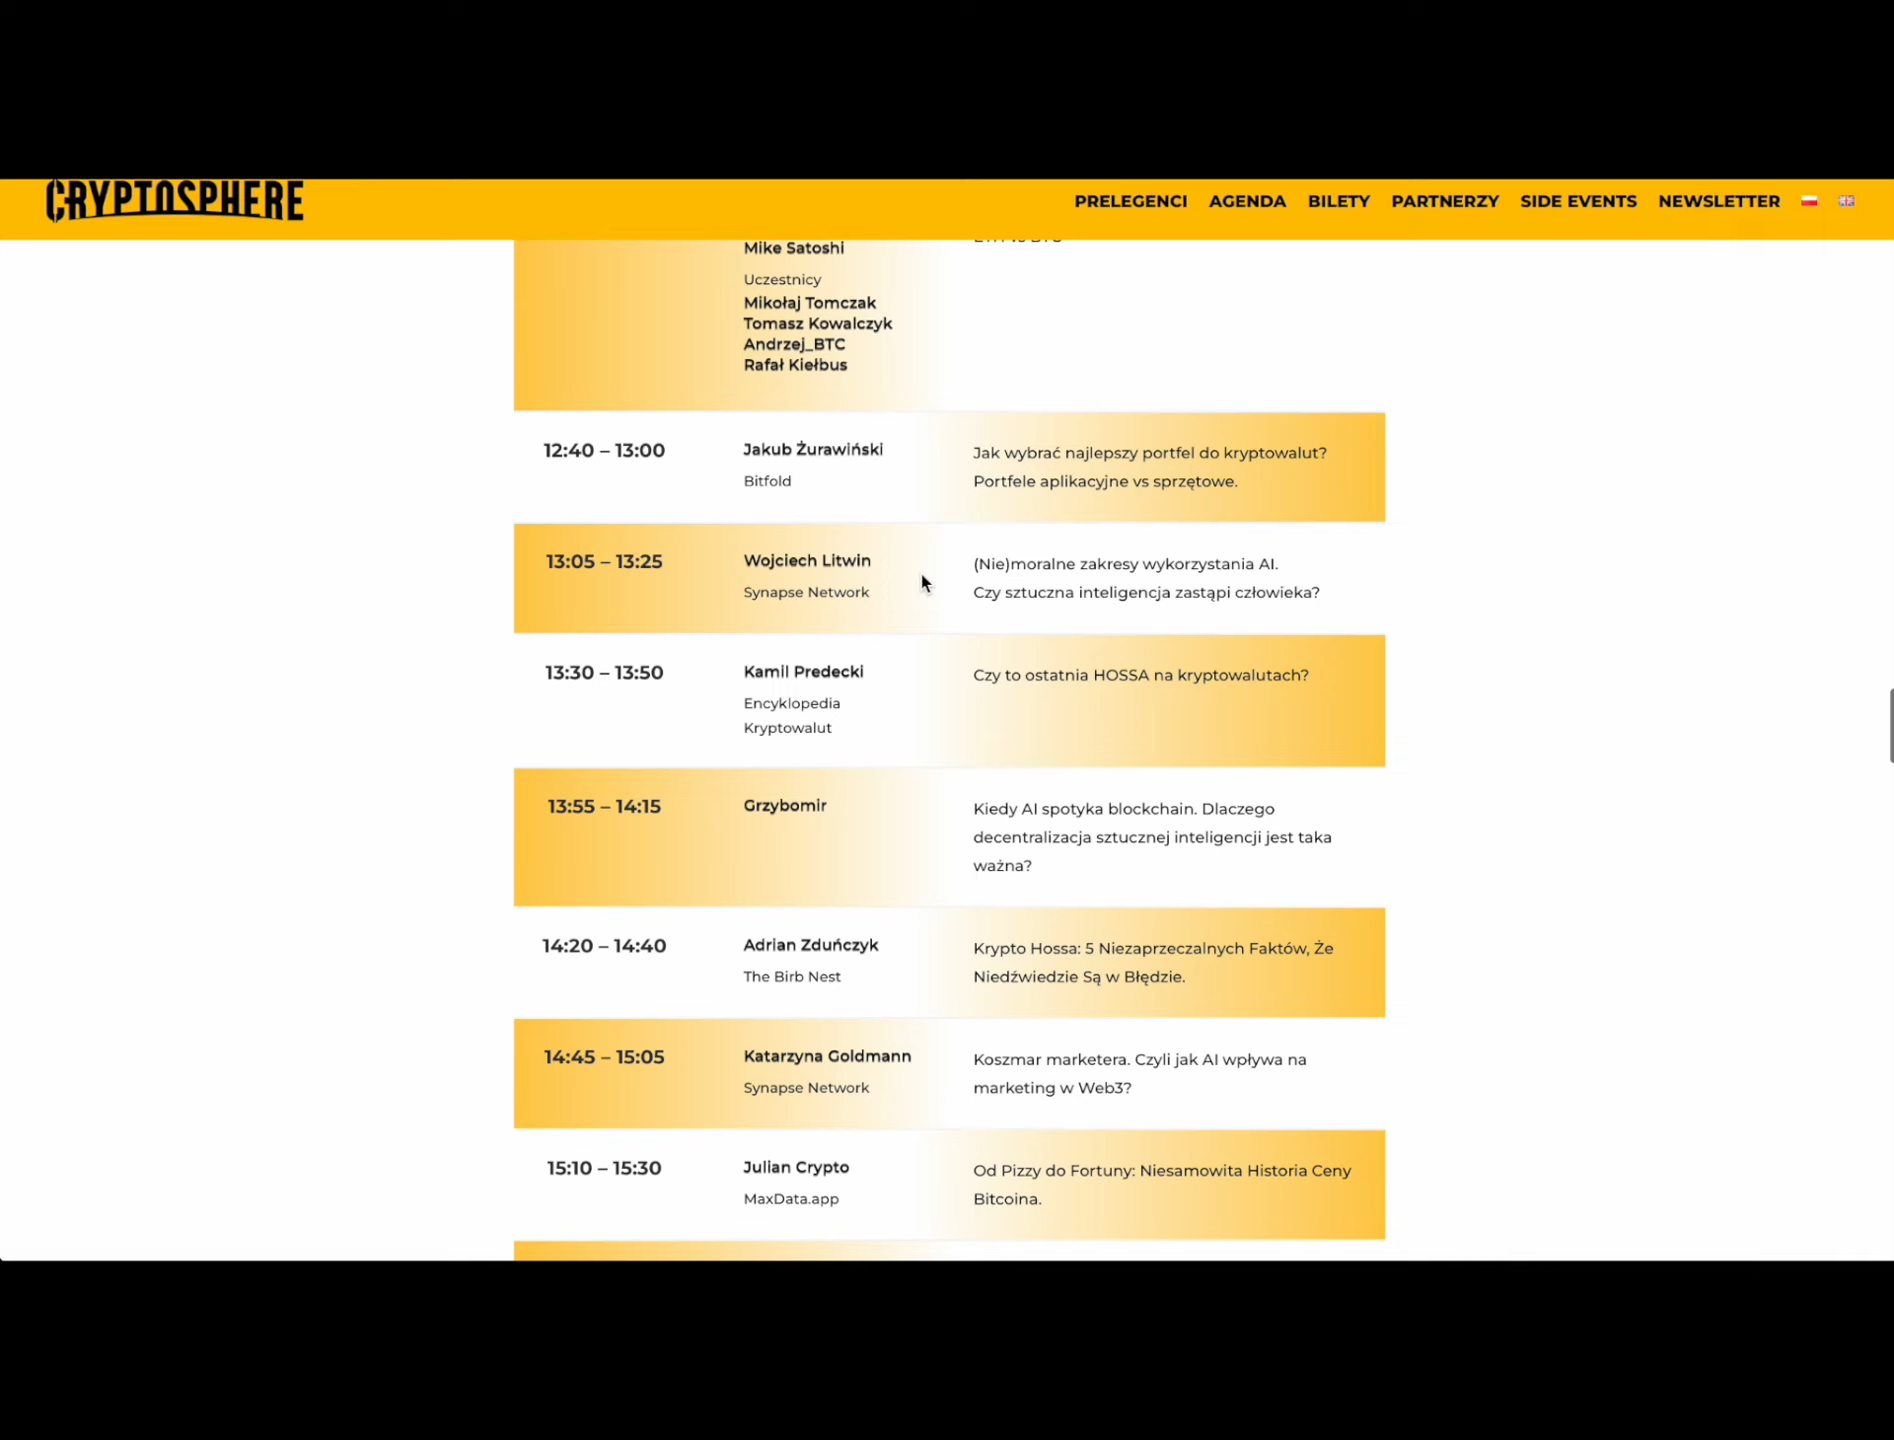 CRYPTOSPHERE
PRELEGENCI AGENDA BILETY PARTNERZY SIDE EVENTS NEWSLETTER
Mike Satoshi
Uczestnicy
Mikołaj Tomczak
Tomasz Kowalczyk
Andrzej_BTC
Rafał Kiełbus
12:40 – 13:00
Jakub Żurawiński
Bitfold
Jak wybrać najlepszy portfel do kryptowalut?
Portfele aplikacyjne vs sprzętowe.
13:05 – 13:25
Wojciech Litwin
Synapse Network
(Nie)moralne zakresy wykorzystania AI.
Czy sztuczna inteligencja zastąpi człowieka?
13:30 – 13:50
Kamil Predecki
Encyklopedia
Kryptowalut
Czy to ostatnia HOSSA na kryptowalutach?
13:55 – 14:15
Grzybomir
Kiedy AI spotyka blockchain. Dlaczego
decentralizacja sztucznej inteligencji jest taka
ważna?
14:20 – 14:40
Adrian Zduńczyk
The Birb Nest
Krypto Hossa: 5 Niezaprzeczalnych Faktów, Że
Niedźwiedzie Są w Błędzie.
14:45 – 15:05
Katarzyna Goldmann
Synapse Network
Koszmar marketera. Czyli jak AI wpływa na
marketing w Web3?
15:10 – 15:30
Julian Crypto
MaxData.app
Od Pizzy do Fortuny: Niesamowita Historia Ceny
Bitcoina.